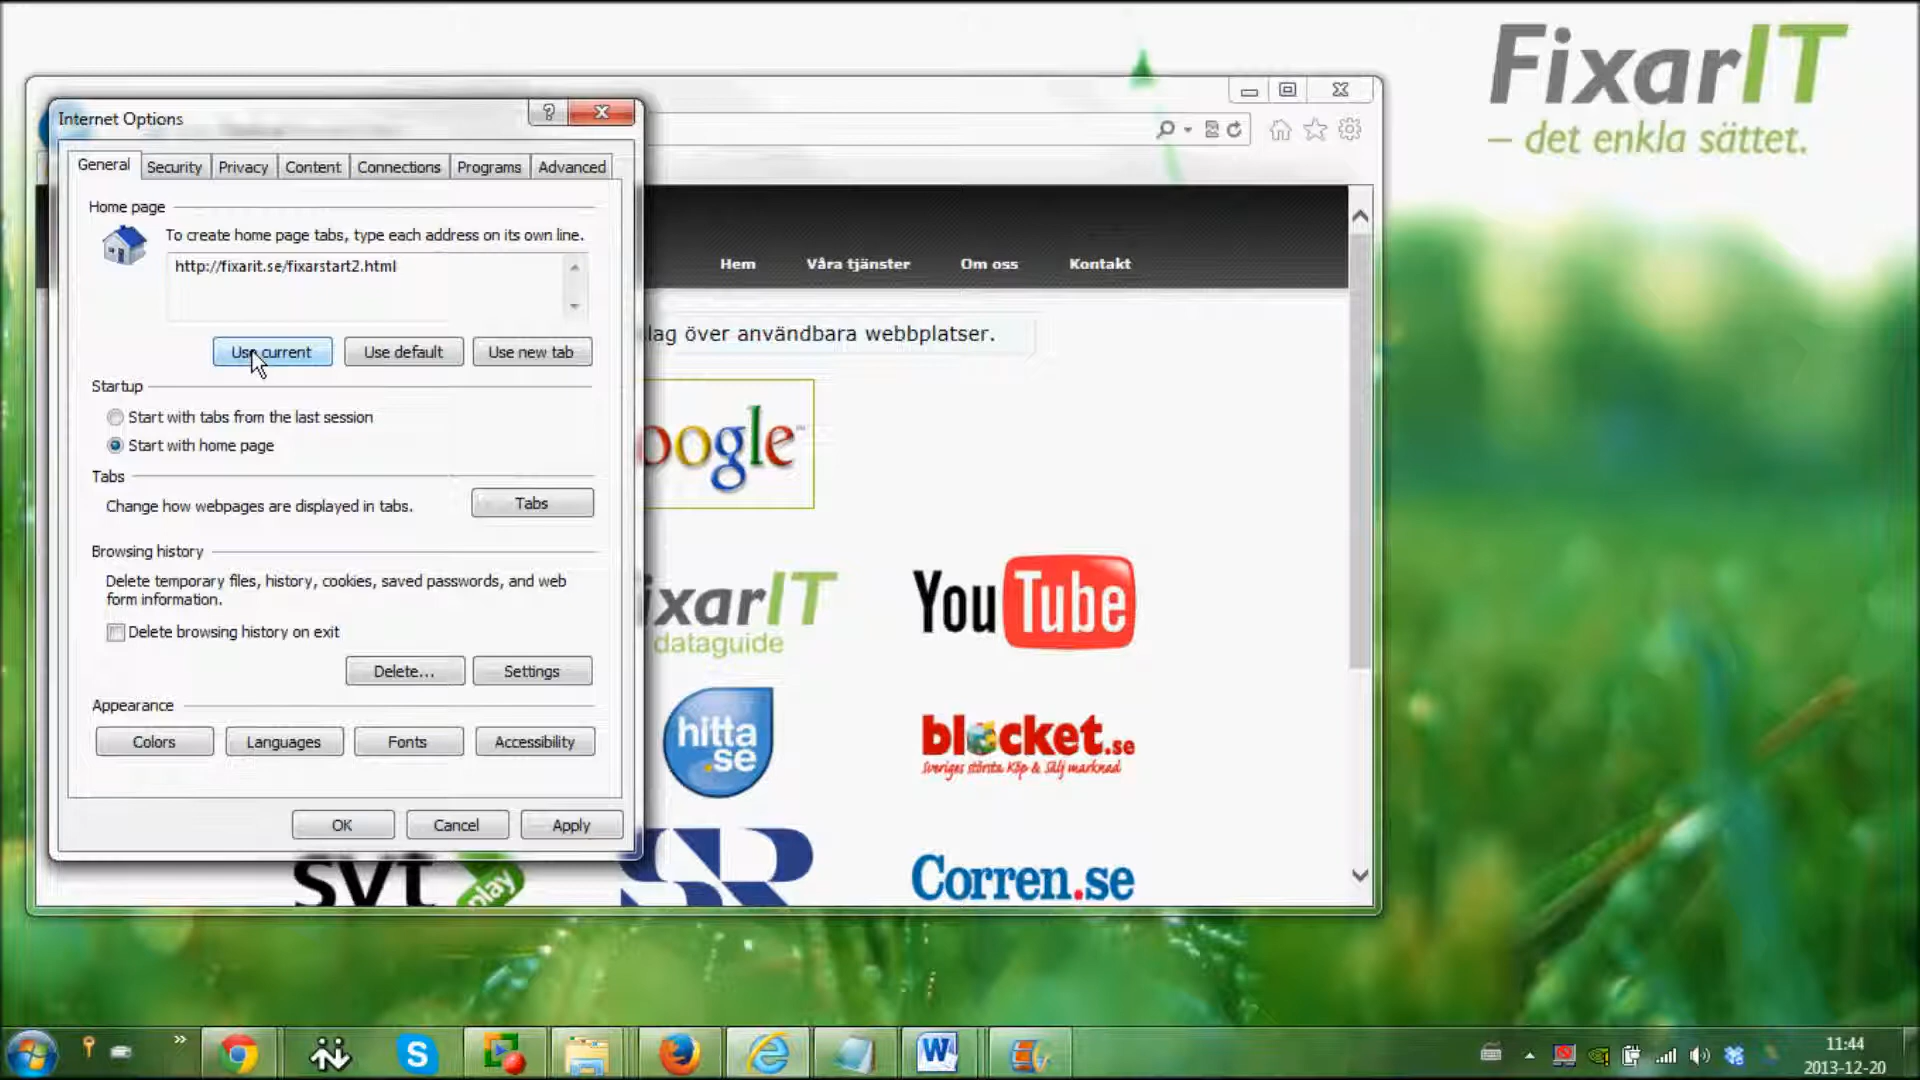 FixarIT
– det enkla sättet.
Internet Options
General
Security
Privacy
Content
Connections
Programs
Advanced
Home page
To create home page tabs, type each address on its own line.
http://fixarit.se/fixarstart2.html
Use current
Use default
Use new tab
Startup
Start with tabs from the last session
Start with home page
Tabs
Change how webpages are displayed in tabs.
Tabs
Browsing history
Delete temporary files, history, cookies, saved passwords, and web
form information.
Delete browsing history on exit
Delete...
Settings
Appearance
Colors
Languages
Fonts
Accessibility
OK
Cancel
Apply
Hem
Våra tjänster
Om oss
Kontakt
lag över användbara webbplatser.
oogle
ixarIT
dataguide
YouTube
hitta
.se
blocket.se
Sveriges största Köp & Sälj marknad
svt
play
SR
Corren.se
11:44
2013-12-20